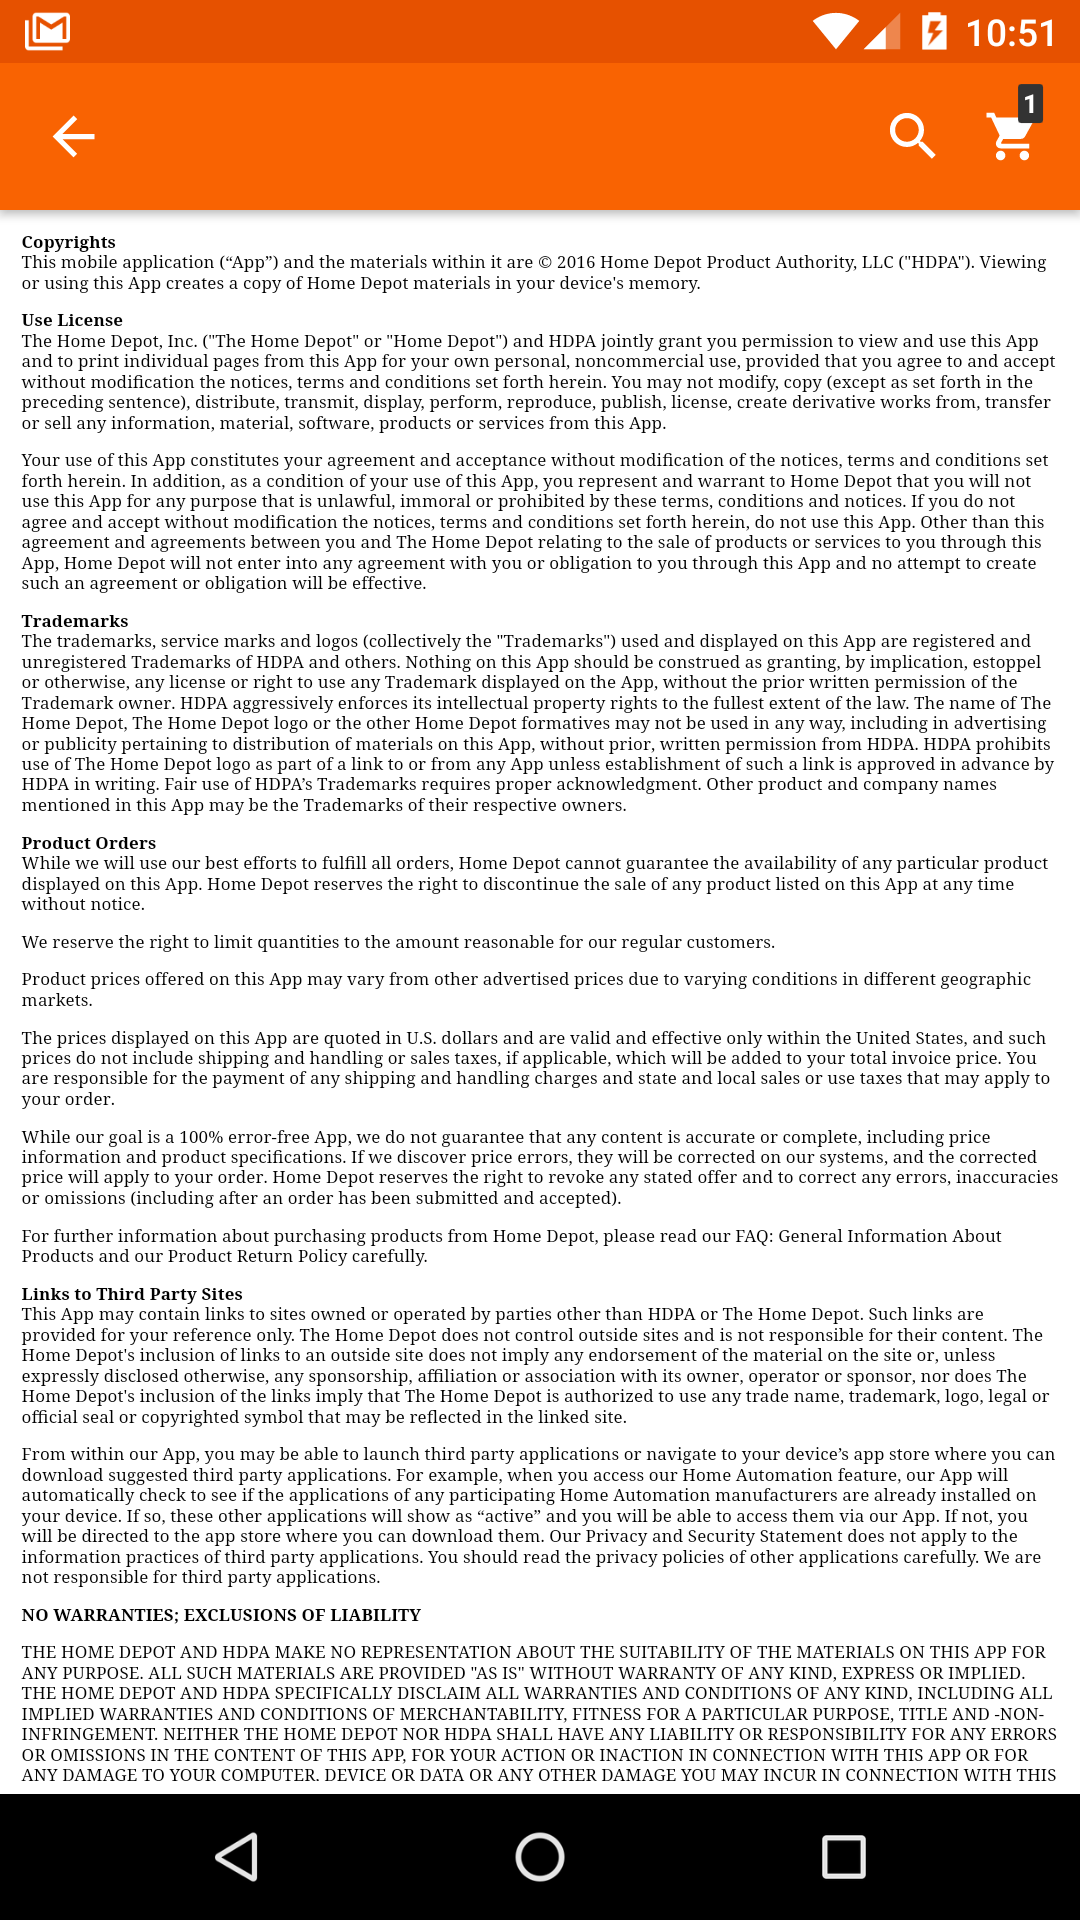 10:51
1
Copyrights
This mobile application (“App”) and the materials within it are © 2016 Home Depot Product Authority, LLC ("HDPA"). Viewing
or using this App creates a copy of Home Depot materials in your device's memory.
Use License
The Home Depot, Inc. ("The Home Depot" or "Home Depot") and HDPA jointly grant you permission to view and use this App
and to print individual pages from this App for your own personal, noncommercial use, provided that you agree to and accept
without modification the notices, terms and conditions set forth herein. You may not modify, copy (except as set forth in the
preceding sentence), distribute, transmit, display, perform, reproduce, publish, license, create derivative works from, transfer
or sell any information, material, software, products or services from this App.
Your use of this App constitutes your agreement and acceptance without modification of the notices, terms and conditions set
forth herein. In addition, as a condition of your use of this App, you represent and warrant to Home Depot that you will not
use this App for any purpose that is unlawful, immoral or prohibited by these terms, conditions and notices. If you do not
agree and accept without modification the notices, terms and conditions set forth herein, do not use this App. Other than this
agreement and agreements between you and The Home Depot relating to the sale of products or services to you through this
App, Home Depot will not enter into any agreement with you or obligation to you through this App and no attempt to create
such an agreement or obligation will be effective.
Trademarks
The trademarks, service marks and logos (collectively the "Trademarks") used and displayed on this App are registered and
unregistered Trademarks of HDPA and others. Nothing on this App should be construed as granting, by implication, estoppel
or otherwise, any license or right to use any Trademark displayed on the App, without the prior written permission of the
Trademark owner. HDPA aggressively enforces its intellectual property rights to the fullest extent of the law. The name of The
Home Depot, The Home Depot logo or the other Home Depot formatives may not be used in any way, including in advertising
or publicity pertaining to distribution of materials on this App, without prior, written permission from HDPA. HDPA prohibits
use of The Home Depot logo as part of a link to or from any App unless establishment of such a link is approved in advance by
HDPA in writing. Fair use of HDPA’s Trademarks requires proper acknowledgment. Other product and company names
mentioned in this App may be the Trademarks of their respective owners.
Product Orders
While we will use our best efforts to fulfill all orders, Home Depot cannot guarantee the availability of any particular product
displayed on this App. Home Depot reserves the right to discontinue the sale of any product listed on this App at any time
without notice.
We reserve the right to limit quantities to the amount reasonable for our regular customers.
Product prices offered on this App may vary from other advertised prices due to varying conditions in different geographic
markets.
The prices displayed on this App are quoted in U.S. dollars and are valid and effective only within the United States, and such
prices do not include shipping and handling or sales taxes, if applicable, which will be added to your total invoice price. You
are responsible for the payment of any shipping and handling charges and state and local sales or use taxes that may apply to
your order.
While our goal is a 100% error-free App, we do not guarantee that any content is accurate or complete, including price
information and product specifications. If we discover price errors, they will be corrected on our systems, and the corrected
price will apply to your order. Home Depot reserves the right to revoke any stated offer and to correct any errors, inaccuracies
or omissions (including after an order has been submitted and accepted).
For further information about purchasing products from Home Depot, please read our FAQ: General Information About
Products and our Product Return Policy carefully.
Links to Third Party Sites
This App may contain links to sites owned or operated by parties other than HDPA or The Home Depot. Such links are
provided for your reference only. The Home Depot does not control outside sites and is not responsible for their content. The
Home Depot's inclusion of links to an outside site does not imply any endorsement of the material on the site or, unless
expressly disclosed otherwise, any sponsorship, affiliation or association with its owner, operator or sponsor, nor does The
Home Depot's inclusion of the links imply that The Home Depot is authorized to use any trade name, trademark, logo, legal or
official seal or copyrighted symbol that may be reflected in the linked site.
From within our App, you may be able to launch third party applications or navigate to your device’s app store where you can
download suggested third party applications. For example, when you access our Home Automation feature, our App will
automatically check to see if the applications of any participating Home Automation manufacturers are already installed on
your device. If so, these other applications will show as “active” and you will be able to access them via our App. If not, you
will be directed to the app store where you can download them. Our Privacy and Security Statement does not apply to the
information practices of third party applications. You should read the privacy policies of other applications carefully. We are
not responsible for third party applications.
NO WARRANTIES; EXCLUSIONS OF LIABILITY
THE HOME DEPOT AND HDPA MAKE NO REPRESENTATION ABOUT THE SUITABILITY OF THE MATERIALS ON THIS APP FOR
ANY PURPOSE. ALL SUCH MATERIALS ARE PROVIDED "AS IS" WITHOUT WARRANTY OF ANY KIND, EXPRESS OR IMPLIED.
THE HOME DEPOT AND HDPA SPECIFICALLY DISCLAIM ALL WARRANTIES AND CONDITIONS OF ANY KIND, INCLUDING ALL
IMPLIED WARRANTIES AND CONDITIONS OF MERCHANTABILITY, FITNESS FOR A PARTICULAR PURPOSE, TITLE AND -NON-
INFRINGEMENT. NEITHER THE HOME DEPOT NOR HDPA SHALL HAVE ANY LIABILITY OR RESPONSIBILITY FOR ANY ERRORS
OR OMISSIONS IN THE CONTENT OF THIS APP, FOR YOUR ACTION OR INACTION IN CONNECTION WITH THIS APP OR FOR
ANY DAMAGE TO YOUR COMPUTER. DEVICE OR DATA OR ANY OTHER DAMAGE YOU MAY INCUR IN CONNECTION WITH THIS